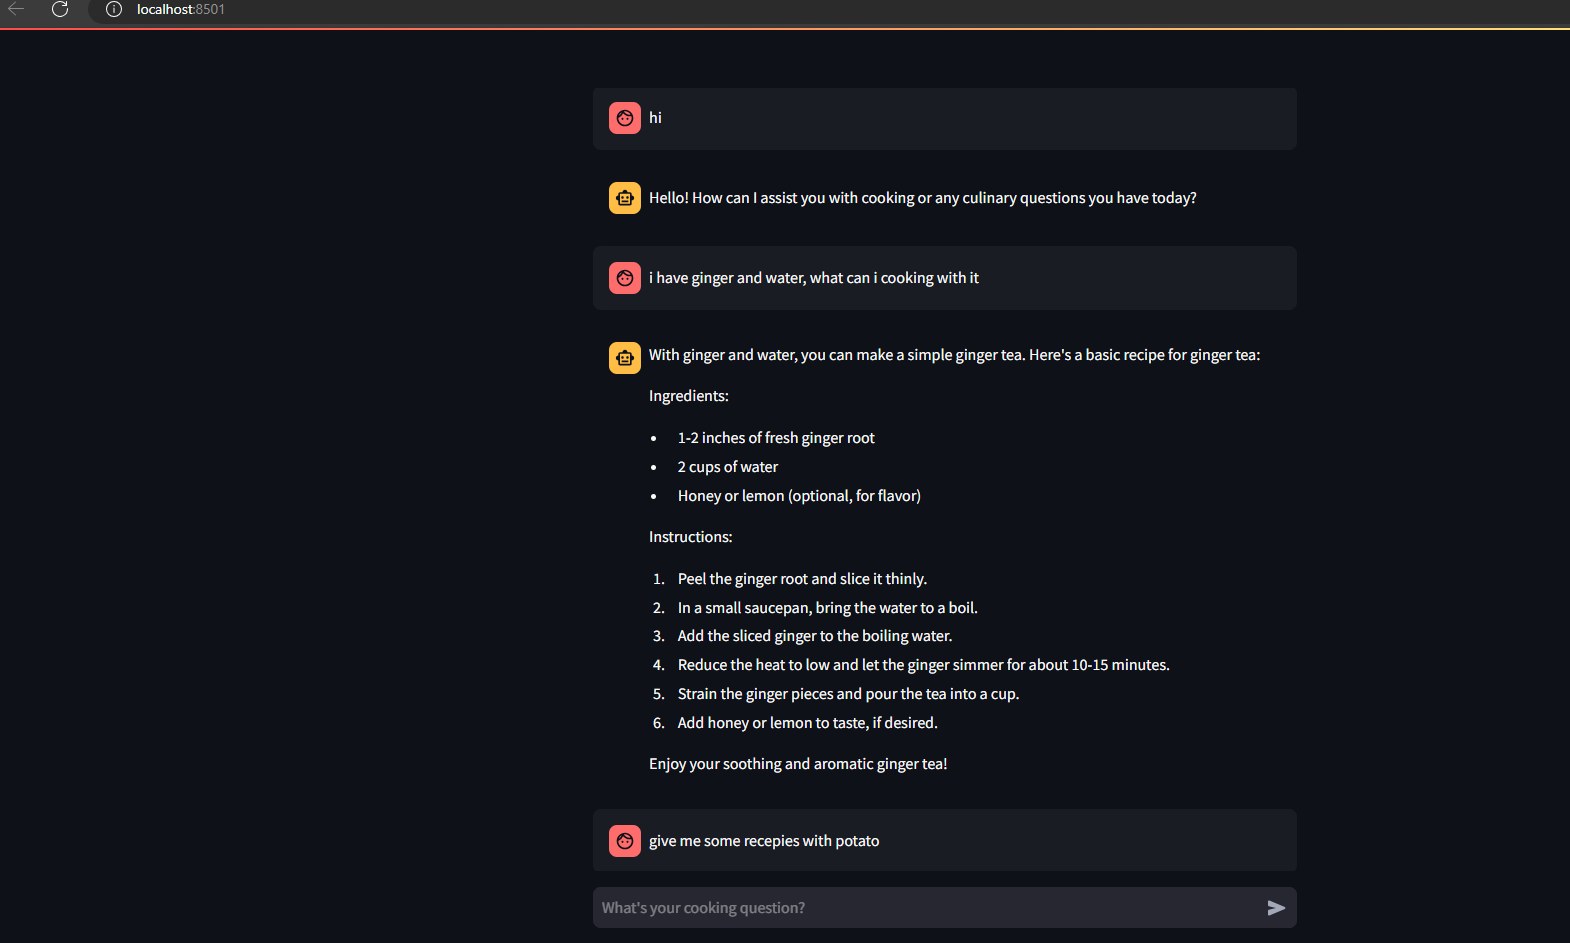 localhost:8501
hi
Hello! How can I assist you with cooking or any culinary questions you have today?
i have ginger and water, what can i cooking with it
With ginger and water, you can make a simple ginger tea. Here's a basic recipe for ginger tea:
Ingredients:
• 1-2 inches of fresh ginger root
• 2 cups of water
• Honey or lemon (optional, for flavor)
Instructions:
1. Peel the ginger root and slice it thinly.
2. In a small saucepan, bring the water to a boil.
3. Add the sliced ginger to the boiling water.
4. Reduce the heat to low and let the ginger simmer for about 10-15 minutes.
5. Strain the ginger pieces and pour the tea into a cup.
6. Add honey or lemon to taste, if desired.
Enjoy your soothing and aromatic ginger tea!
give me some recepies with potato
What's your cooking question?